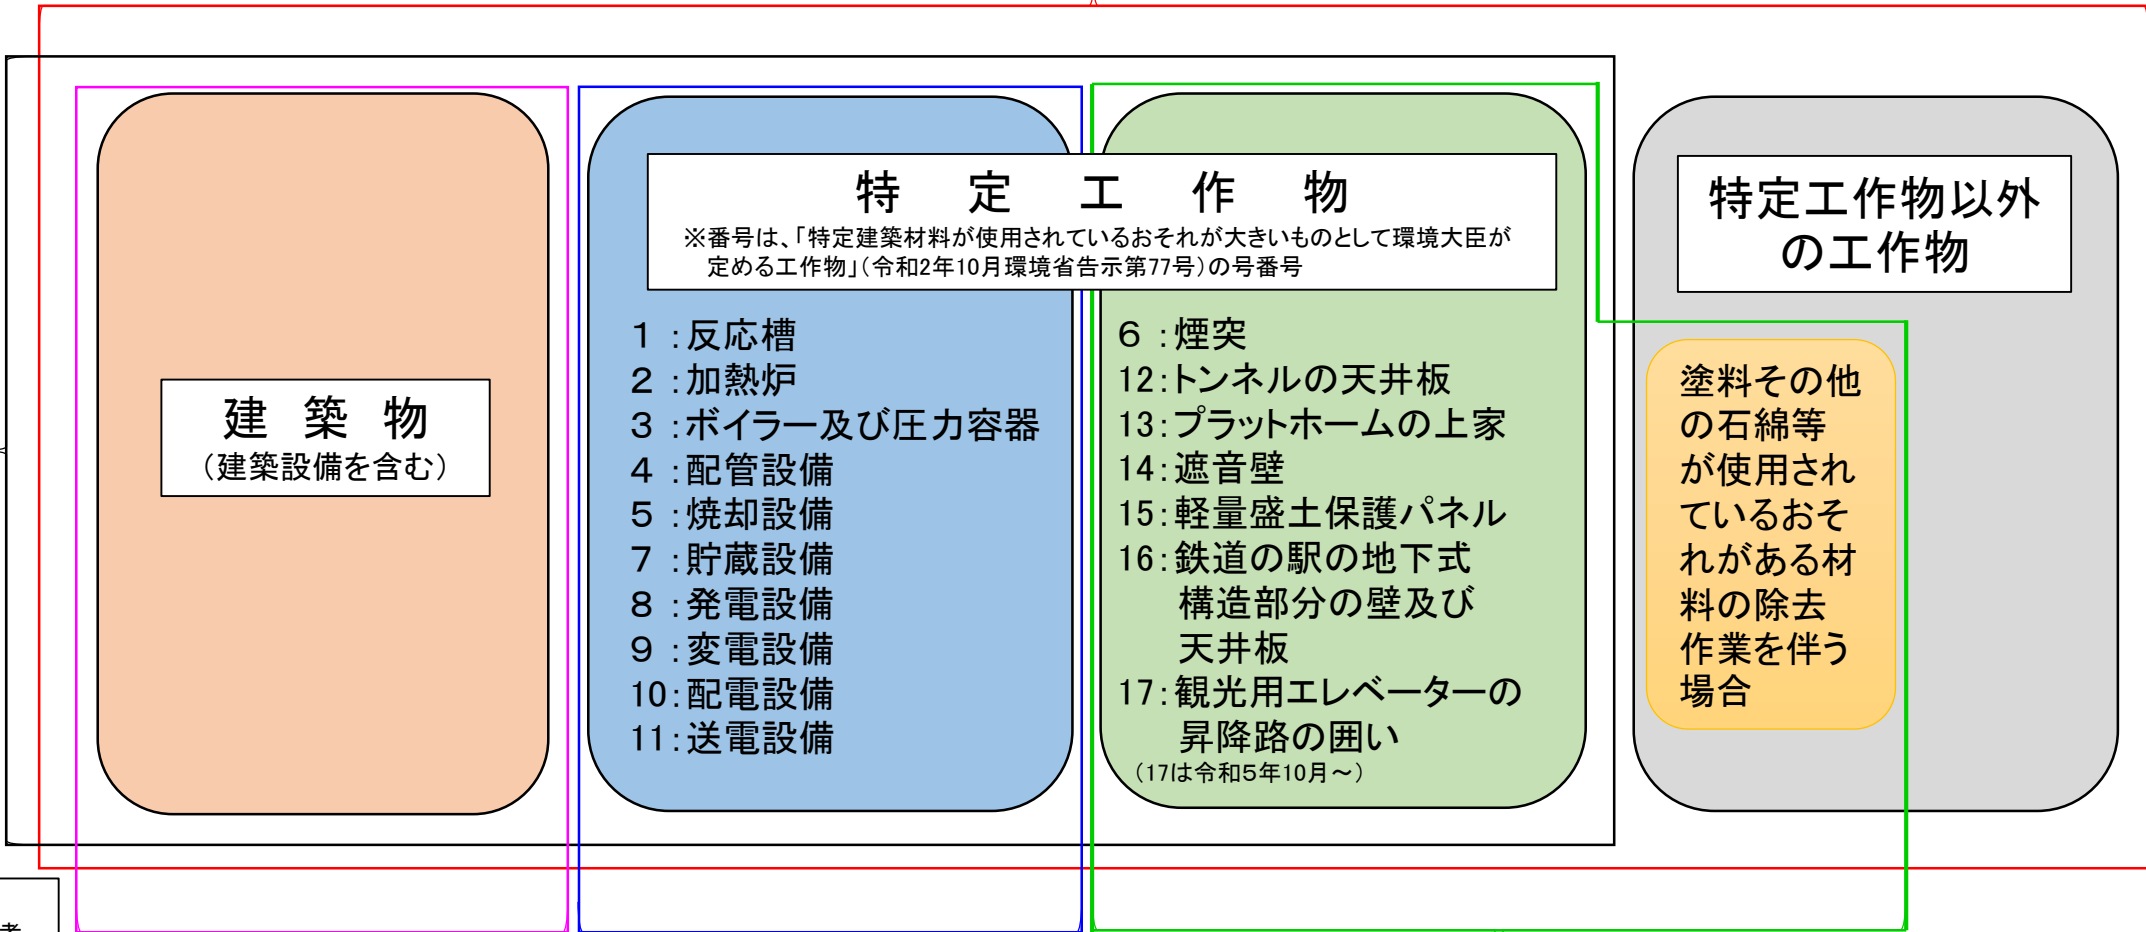 建築物
（建築設備を含む）
特定工作物
※番号は、「特定建築材料が使用されているおそれが大きいものとして環境大臣が
定める工作物」（令和2年10月環境省告示第77号）の号番号
1：反応槽
2：加熱炉
3：ボイラー及び圧力容器
4：配管設備
5：焼却設備
7：貯蔵設備
8：発電設備
9：変電設備
10：配電設備
11：送電設備
6：煙突
12：トンネルの天井板
13：プラットホームの上家
14：遮音壁
15：軽量盛土保護パネル
16：鉄道の駅の地下式
構造部分の壁及び
天井板
17：観光用エレベーターの
昇降路の囲い
（17は令和5年10月～）
特定工作物以外
の工作物
塗料その他
の石綿等
が使用され
ているおそ
れがある材
料の除去
作業を伴う
場合